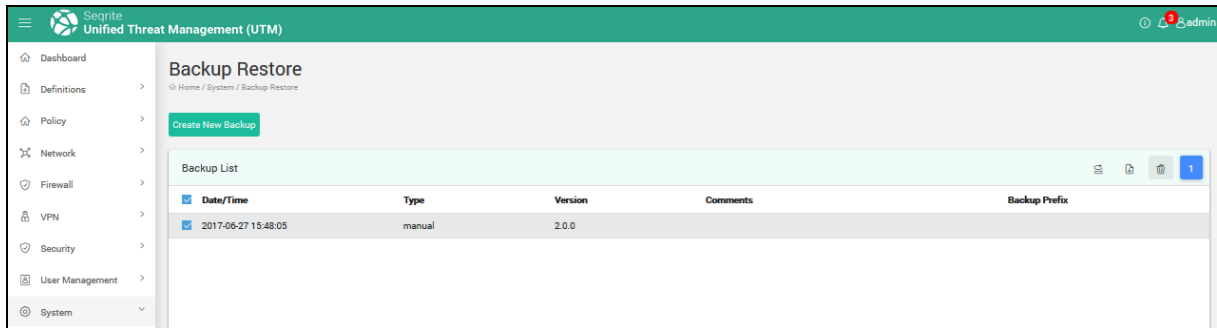 Seqrite
Unified Threat Management (UTM)
3
admin
Dashboard
Definitions
Policy
Network
Firewall
VPN
Security
User Management
System
Backup Restore
Home / System / Backup Restore
Create New Backup
Backup List
1
Date/Time Type Version Comments Backup Prefix
2017-06-27 15:48:05 manual 2.0.0